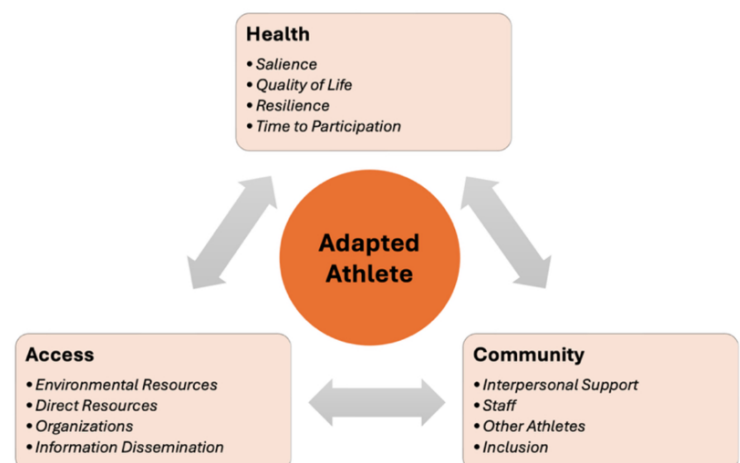 Health
• Salience
• Quality of Life
• Resilience
• Time to Participation
Adapted
Athlete
Access
• Environmental Resources
• Direct Resources
• Organizations
• Information Dissemination
Community
• Interpersonal Support
• Staff
• Other Athletes
• Inclusion